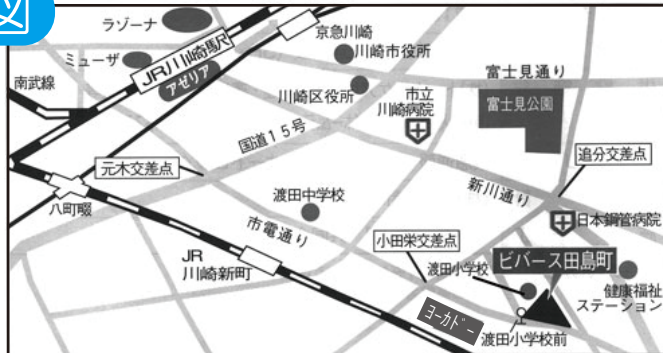 図
ラゾーナ
ミューザ
JR川崎駅
アゼリア
南武線
京急川崎
川崎市役所
川崎区役所
富士見通り
市立
川崎病院
富士見公園
国道15号
元木交差点
追分交差点
新川通り
八町畷
渡田中学校
市電通り
日本鋼管病院
小田栄交差点
JR
川崎新町
渡田小学校
ビバース田島町
健康福祉
ステーション
ヨーカドー
渡田小学校前